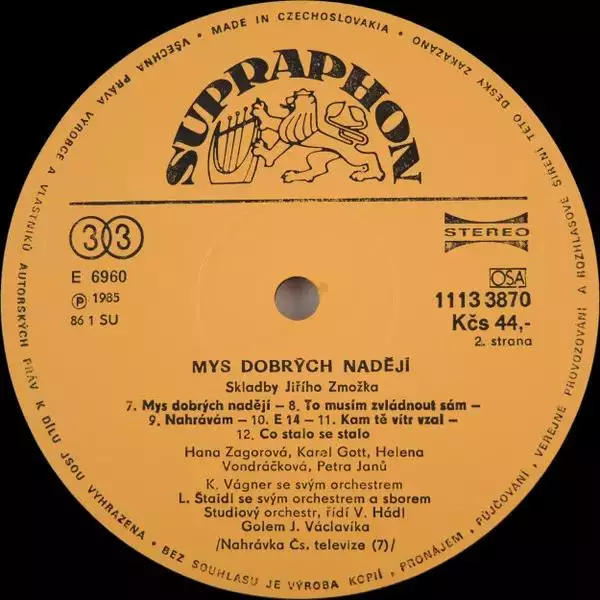 • MADE IN CZECHOSLOVAKIA • VŠECHNA PRÁVA VÝROBCE A VLASTNÍKŮ AUTORSKÝCH PRÁV K DÍLU JSOU VYHRAZENA • BEZ SOUHLASU JE VÝROBA KOPIÍ, PRONÁJEM, PŮJČOVÁNÍ, VEŘEJNÉ PROVOZOVÁNÍ A ROZHLASOVÉ ŠÍŘENÍ TÉTO DESKY ZAKÁZÁNO
SUPRAPHON
33
STEREO
E 6960
Ⓟ 1985
86 1 SU
OSA
1113 3870
Kčs 44,-
2. strana
MYS DOBRÝCH NADĚJÍ
Skladby Jiřího Zmožka
7. Mys dobrých nadějí – 8. To musím zvládnout sám –
9. Nahrávám – 10. E 14 – 11. Kam tě vítr vzal –
12. Co stalo se stalo
Hana Zagorová, Karel Gott, Helena
Vondráčková, Petra Janů
K. Vágner se svým orchestrem
L. Štaidl se svým orchestrem a sborem
Studiový orchestr, řídí V. Hádl
Golem J. Václavíka
/Nahrávka Čs. televize (7)/